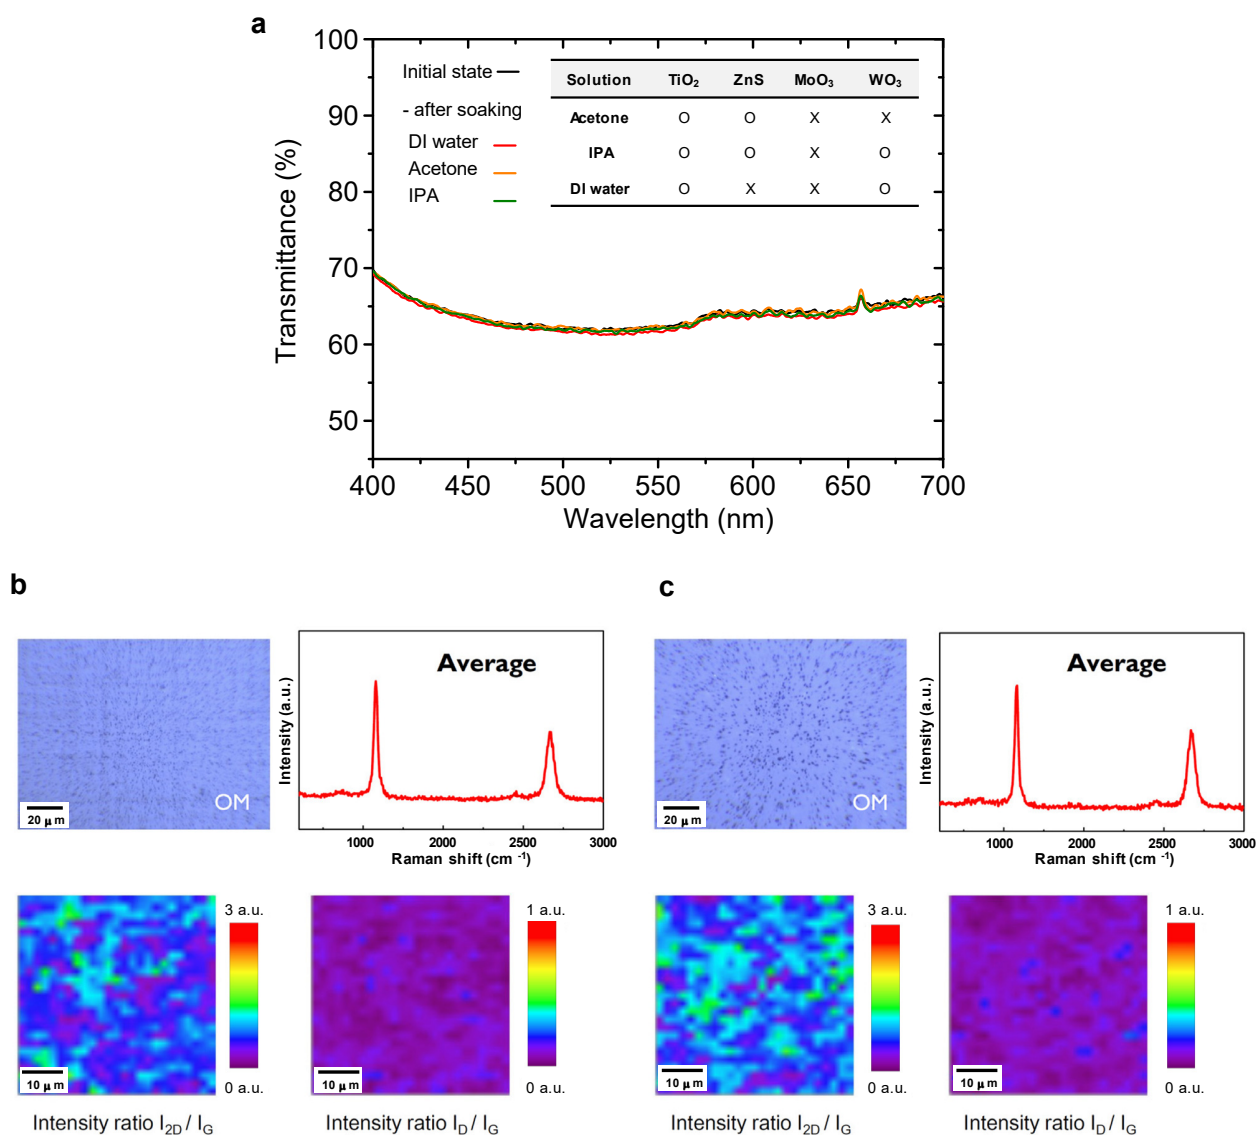 a
Transmittance (%)
100
90
80
70
60
50
400 450 500 550 600 650 700
Wavelength (nm)
Initial state
- after soaking
DI water
Acetone
IPA
Solution TiO₂ ZnS MoO₃ WO₃
Acetone O O X X
IPA O O X O
DI water O X X O
b
OM
20 μm
Average
Intensity (a.u.)
1000 1500 2000 2500 3000
Raman shift (cm ⁻¹)
3 a.u.
0 a.u.
10 μm
Intensity ratio I₂D / IG
1 a.u.
0 a.u.
10 μm
Intensity ratio ID / IG
c
OM
20 μm
Average
Intensity (a.u.)
1000 1500 2000 2500 3000
Raman shift (cm ⁻¹)
3 a.u.
0 a.u.
10 μm
Intensity ratio I₂D / IG
1 a.u.
0 a.u.
10 μm
Intensity ratio ID / IG